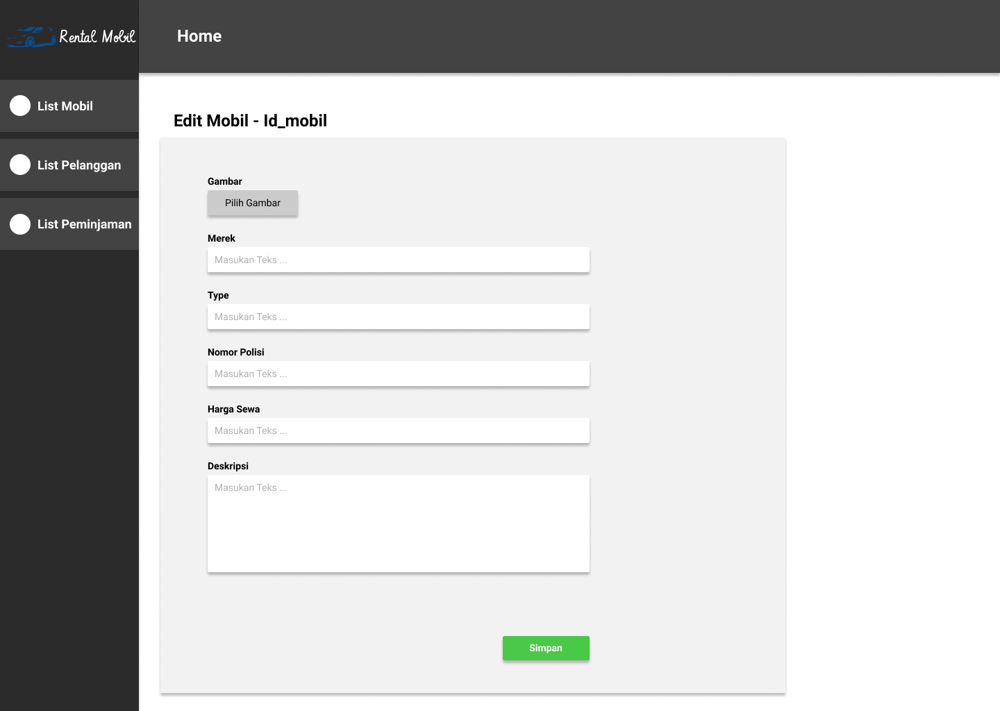 Rental Mobil
Home
List Mobil
List Pelanggan
List Peminjaman
Edit Mobil - Id_mobil
Gambar
Pilih Gambar
Merek
Masukan Teks ...
Type
Masukan Teks ...
Nomor Polisi
Masukan Teks ...
Harga Sewa
Masukan Teks ...
Deskripsi
Masukan Teks ...
Simpan